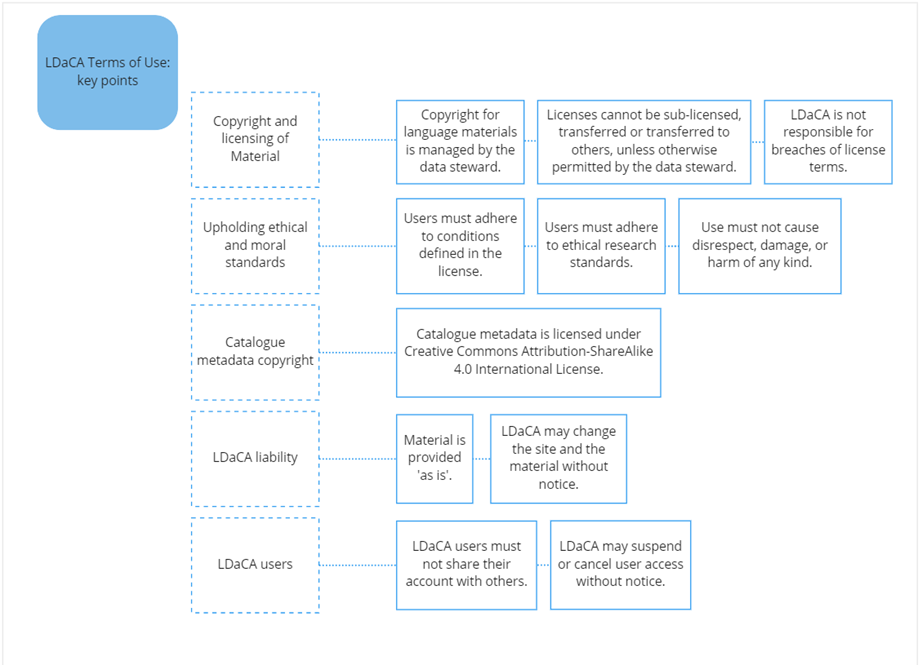 LDaCA Terms of Use:
key points
Copyright and
licensing of
Material
Copyright for
language materials
is managed by the
data steward.
Licenses cannot be sub-licensed,
transferred or transferred to
others, unless otherwise
permitted by the data steward.
LDaCA is not
responsible for
breaches of license
terms.
Upholding ethical
and moral
standards
Users must adhere
to conditions
defined in the
license.
Users must adhere
to ethical research
standards.
Use must not cause
disrespect, damage, or
harm of any kind.
Catalogue
metadata copyright
Catalogue metadata is licensed under
Creative Commons Attribution-ShareAlike
4.0 International License.
LDaCA liability
Material is
provided
'as is'.
LDaCA may change
the site and the
material without
notice.
LDaCA users
LDaCA users must
not share their
account with others.
LDaCA may suspend
or cancel user access
without notice.